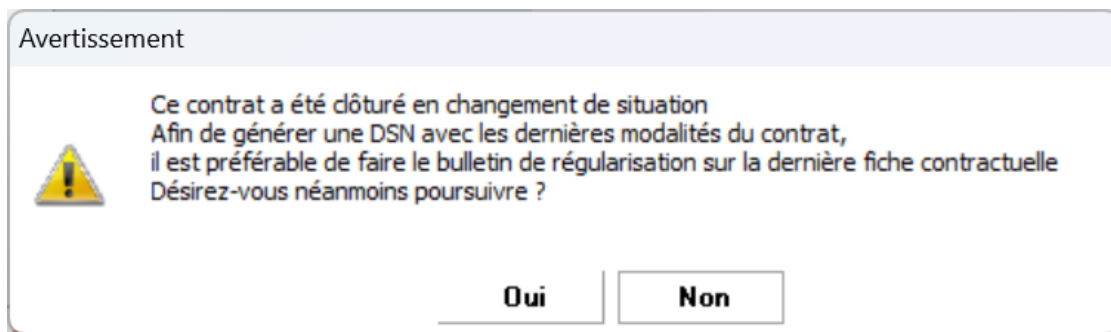 Avertissement
Ce contrat a été clôturé en changement de situation
Afin de générer une DSN avec les dernières modalités du contrat,
il est préférable de faire le bulletin de régularisation sur la dernière fiche contractuelle
Désirez-vous néanmoins poursuivre ?
Oui Non